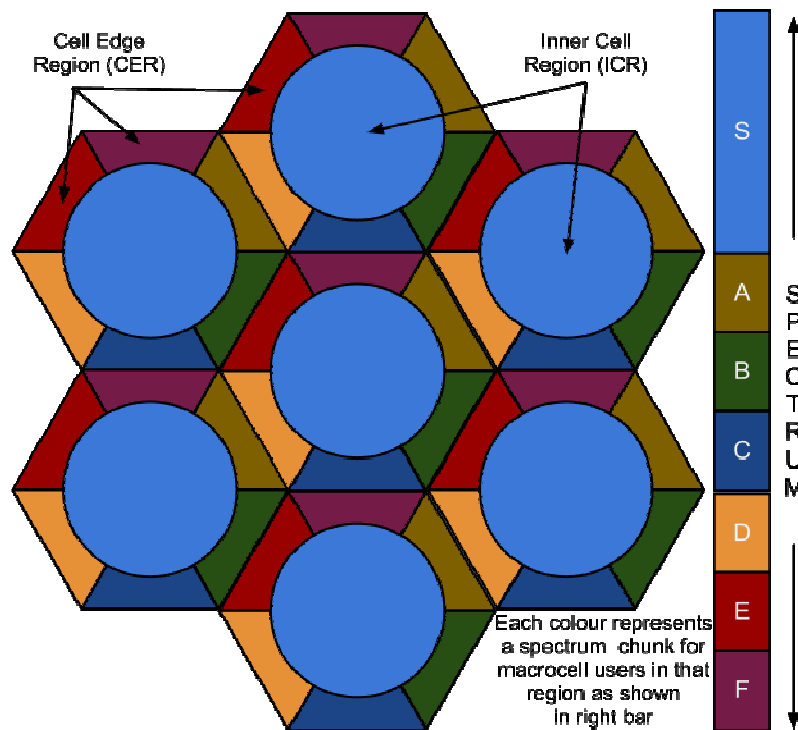 Cell Edge
Region (CER)
Inner Cell
Region (ICR)
S
A
B
C
D
E
F
S
P
E
C
T
R
U
M
Each colour represents
a spectrum chunk for
macrocell users in that
region as shown
in right bar